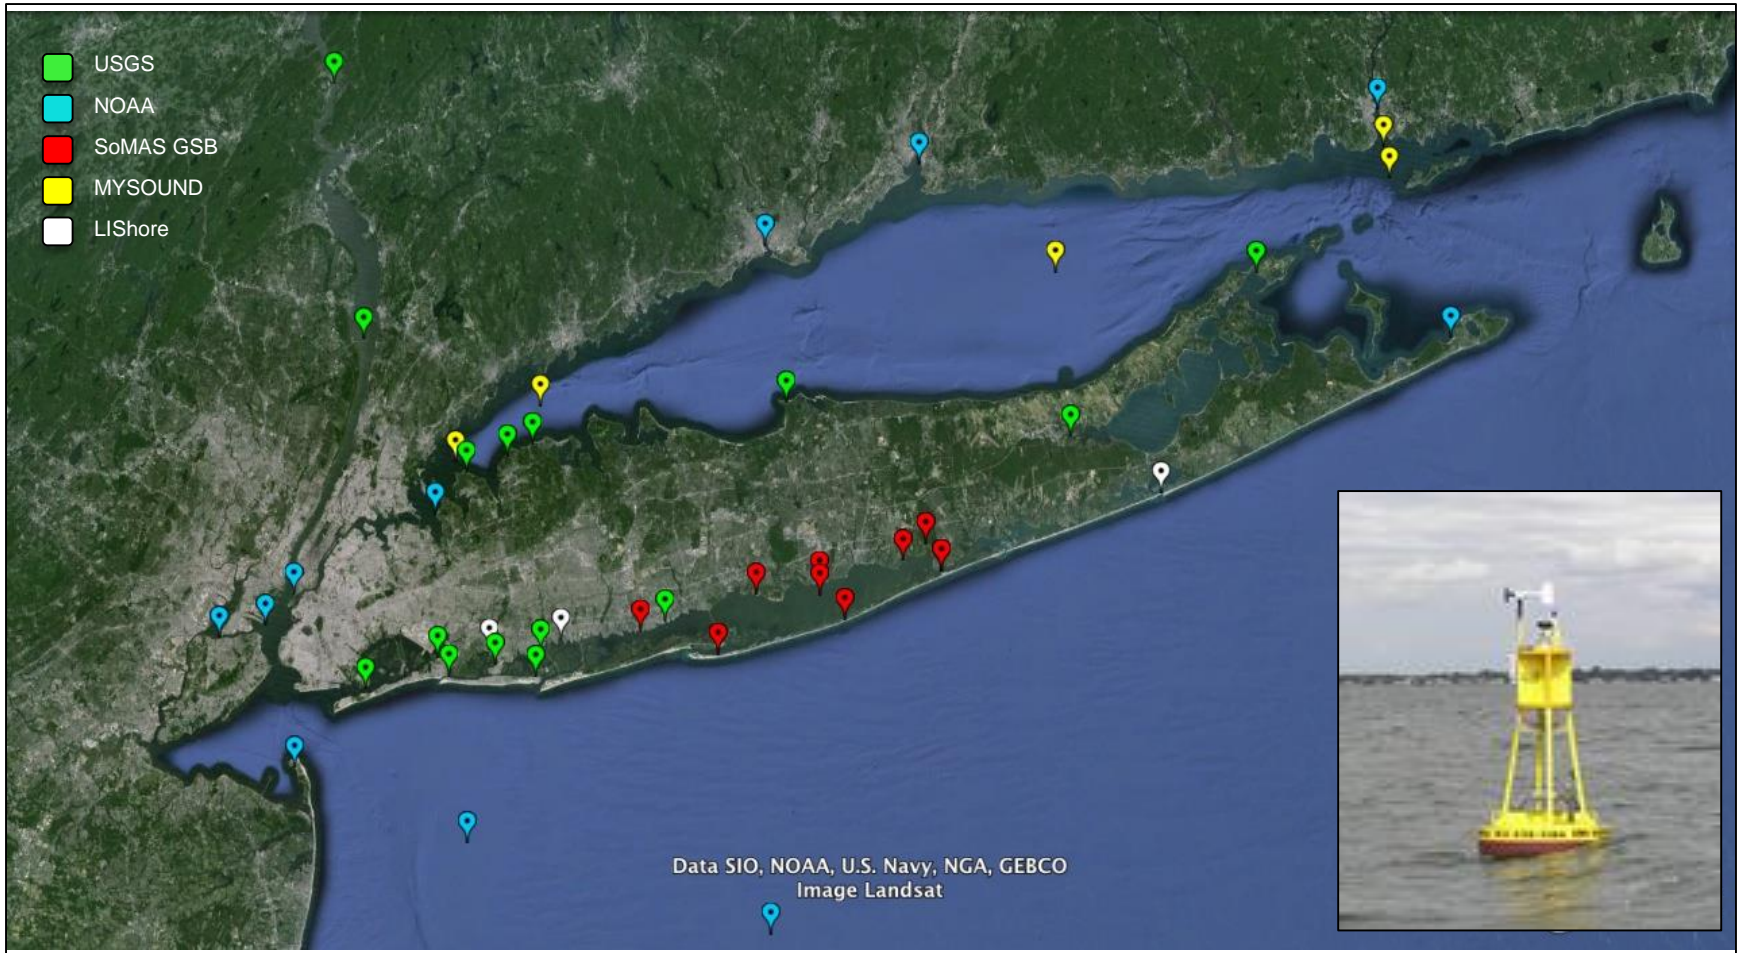 USGS
NOAA
SoMAS GSB
MYSOUND
LIShore
Data SIO, NOAA, U.S. Navy, NGA, GEBCO
Image Landsat